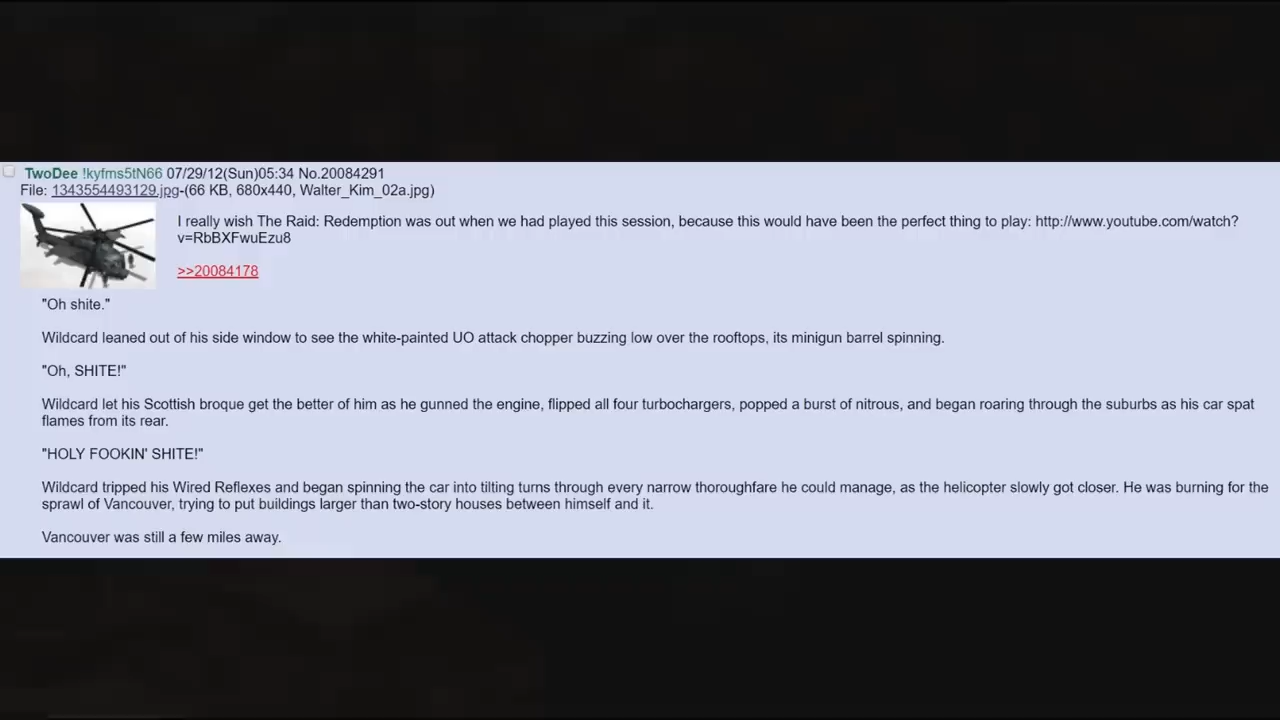 TwoDee !kyfms5tN66 07/29/12(Sun)05:34 No.20084291
File: 1343554493129.jpg-(66 KB, 680x440, Walter_Kim_02a.jpg)
I really wish The Raid: Redemption was out when we had played this session, because this would have been the perfect thing to play: http://www.youtube.com/watch?
v=RbBXFwuEzu8
>>20084178
"Oh shite."
Wildcard leaned out of his side window to see the white-painted UO attack chopper buzzing low over the rooftops, its minigun barrel spinning.
"Oh, SHITE!"
Wildcard let his Scottish broque get the better of him as he gunned the engine, flipped all four turbochargers, popped a burst of nitrous, and began roaring through the suburbs as his car spat
flames from its rear.
"HOLY FOOKIN' SHITE!"
Wildcard tripped his Wired Reflexes and began spinning the car into tilting turns through every narrow thoroughfare he could manage, as the helicopter slowly got closer. He was burning for the
sprawl of Vancouver, trying to put buildings larger than two-story houses between himself and it.
Vancouver was still a few miles away.